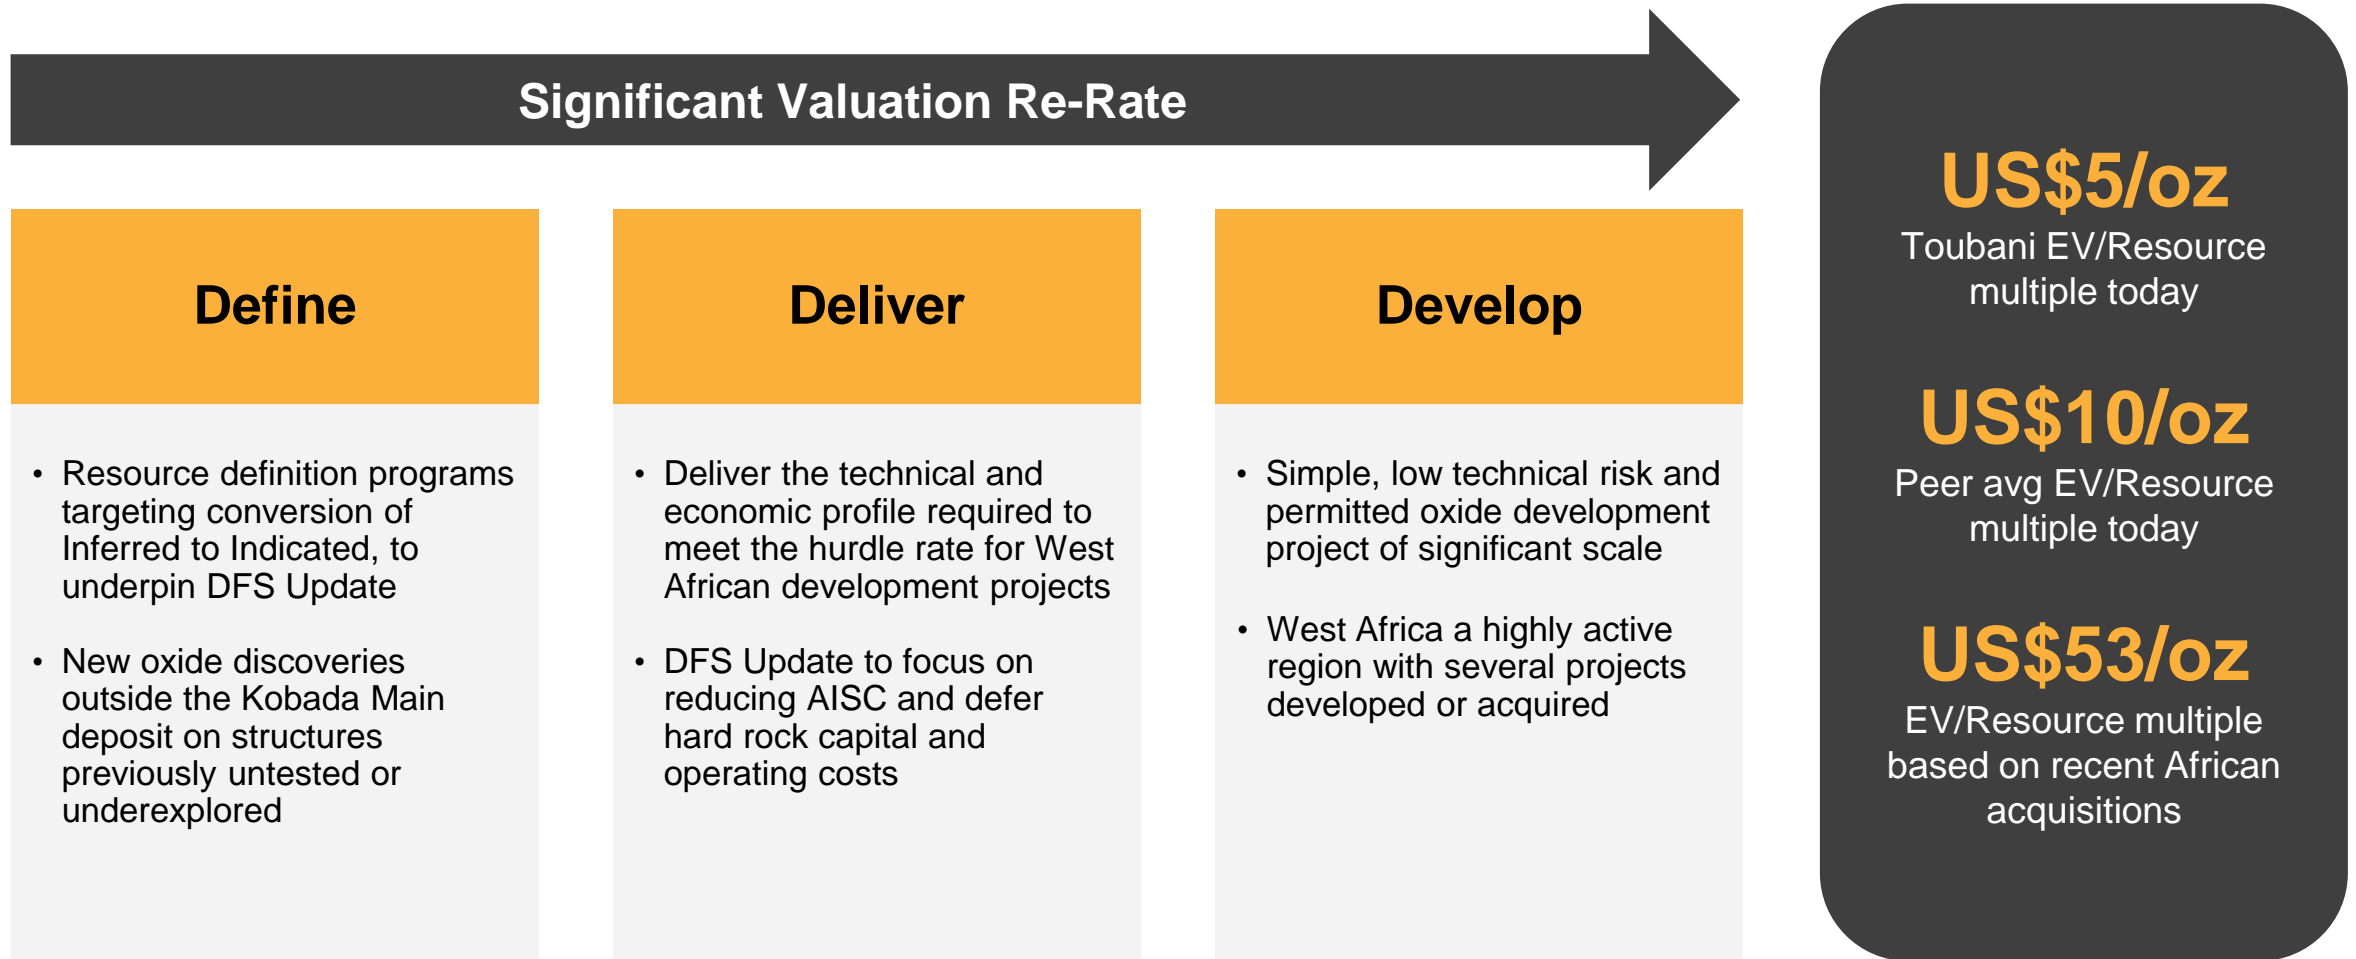 Significant Valuation Re-Rate
Define
• Resource definition programs
targeting conversion of
Inferred to Indicated, to
underpin DFS Update
• New oxide discoveries
outside the Kobada Main
deposit on structures
previously untested or
underexplored
Deliver
• Deliver the technical and
economic profile required to
meet the hurdle rate for West
African development projects
• DFS Update to focus on
reducing AISC and defer
hard rock capital and
operating costs
Develop
• Simple, low technical risk and
permitted oxide development
project of significant scale
• West Africa a highly active
region with several projects
developed or acquired
US$5/oz
Toubani EV/Resource
multiple today
US$10/oz
Peer avg EV/Resource
multiple today
US$53/oz
EV/Resource multiple
based on recent African
acquisitions